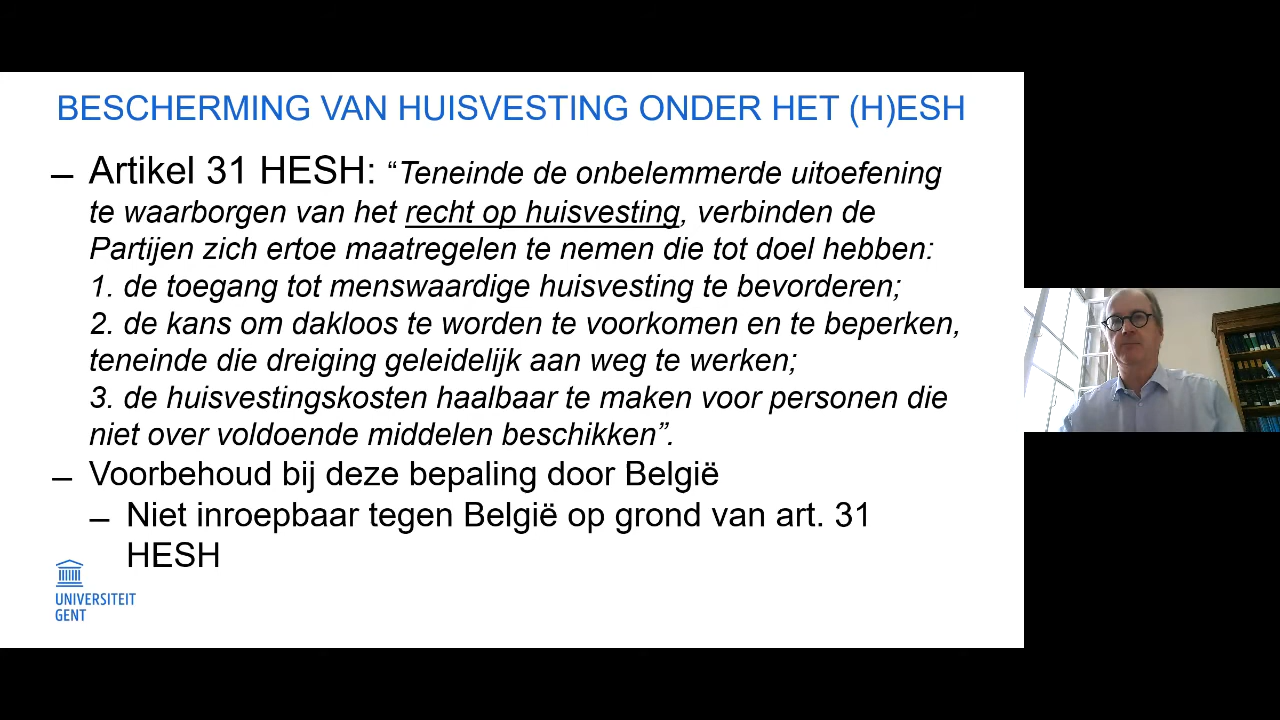 BESCHERMING VAN HUISVESTING ONDER HET (H)ESH
– Artikel 31 HESH: “Teneinde de onbelemmerde uitoefening
te waarborgen van het recht op huisvesting, verbinden de
Partijen zich ertoe maatregelen te nemen die tot doel hebben:
1. de toegang tot menswaardige huisvesting te bevorderen;
2. de kans om dakloos te worden te voorkomen en te beperken,
teneinde die dreiging geleidelijk aan weg te werken;
3. de huisvestingskosten haalbaar te maken voor personen die
niet over voldoende middelen beschikken”.
– Voorbehoud bij deze bepaling door België
– Niet inroepbaar tegen België op grond van art. 31
HESH
UNIVERSITEIT
GENT